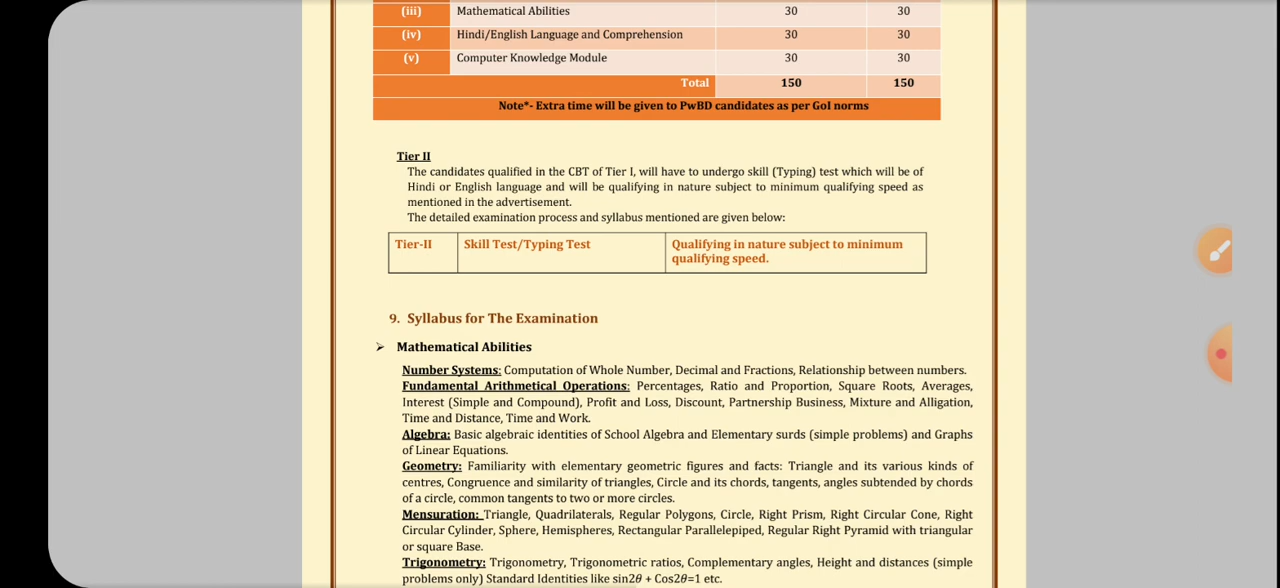 (iii) Mathematical Abilities 30 30
(iv) Hindi/English Language and Comprehension 30 30
(v) Computer Knowledge Module 30 30
Total 150 150
Note*- Extra time will be given to PwBD candidates as per GoI norms
Tier II
The candidates qualified in the CBT of Tier I, will have to undergo skill (Typing) test which will be of
Hindi or English language and will be qualifying in nature subject to minimum qualifying speed as
mentioned in the advertisement.
The detailed examination process and syllabus mentioned are given below:
Tier-II Skill Test/Typing Test Qualifying in nature subject to minimum
qualifying speed.
9. Syllabus for The Examination
➢ Mathematical Abilities
Number Systems: Computation of Whole Number, Decimal and Fractions, Relationship between numbers.
Fundamental Arithmetical Operations: Percentages, Ratio and Proportion, Square Roots, Averages,
Interest (Simple and Compound), Profit and Loss, Discount, Partnership Business, Mixture and Alligation,
Time and Distance, Time and Work.
Algebra: Basic algebraic identities of School Algebra and Elementary surds (simple problems) and Graphs
of Linear Equations.
Geometry: Familiarity with elementary geometric figures and facts: Triangle and its various kinds of
centres, Congruence and similarity of triangles, Circle and its chords, tangents, angles subtended by chords
of a circle, common tangents to two or more circles.
Mensuration: Triangle, Quadrilaterals, Regular Polygons, Circle, Right Prism, Right Circular Cone, Right
Circular Cylinder, Sphere, Hemispheres, Rectangular Parallelepiped, Regular Right Pyramid with triangular
or square Base.
Trigonometry: Trigonometry, Trigonometric ratios, Complementary angles, Height and distances (simple
problems only) Standard Identities like sin2𝜃 + Cos2𝜃=1 etc.